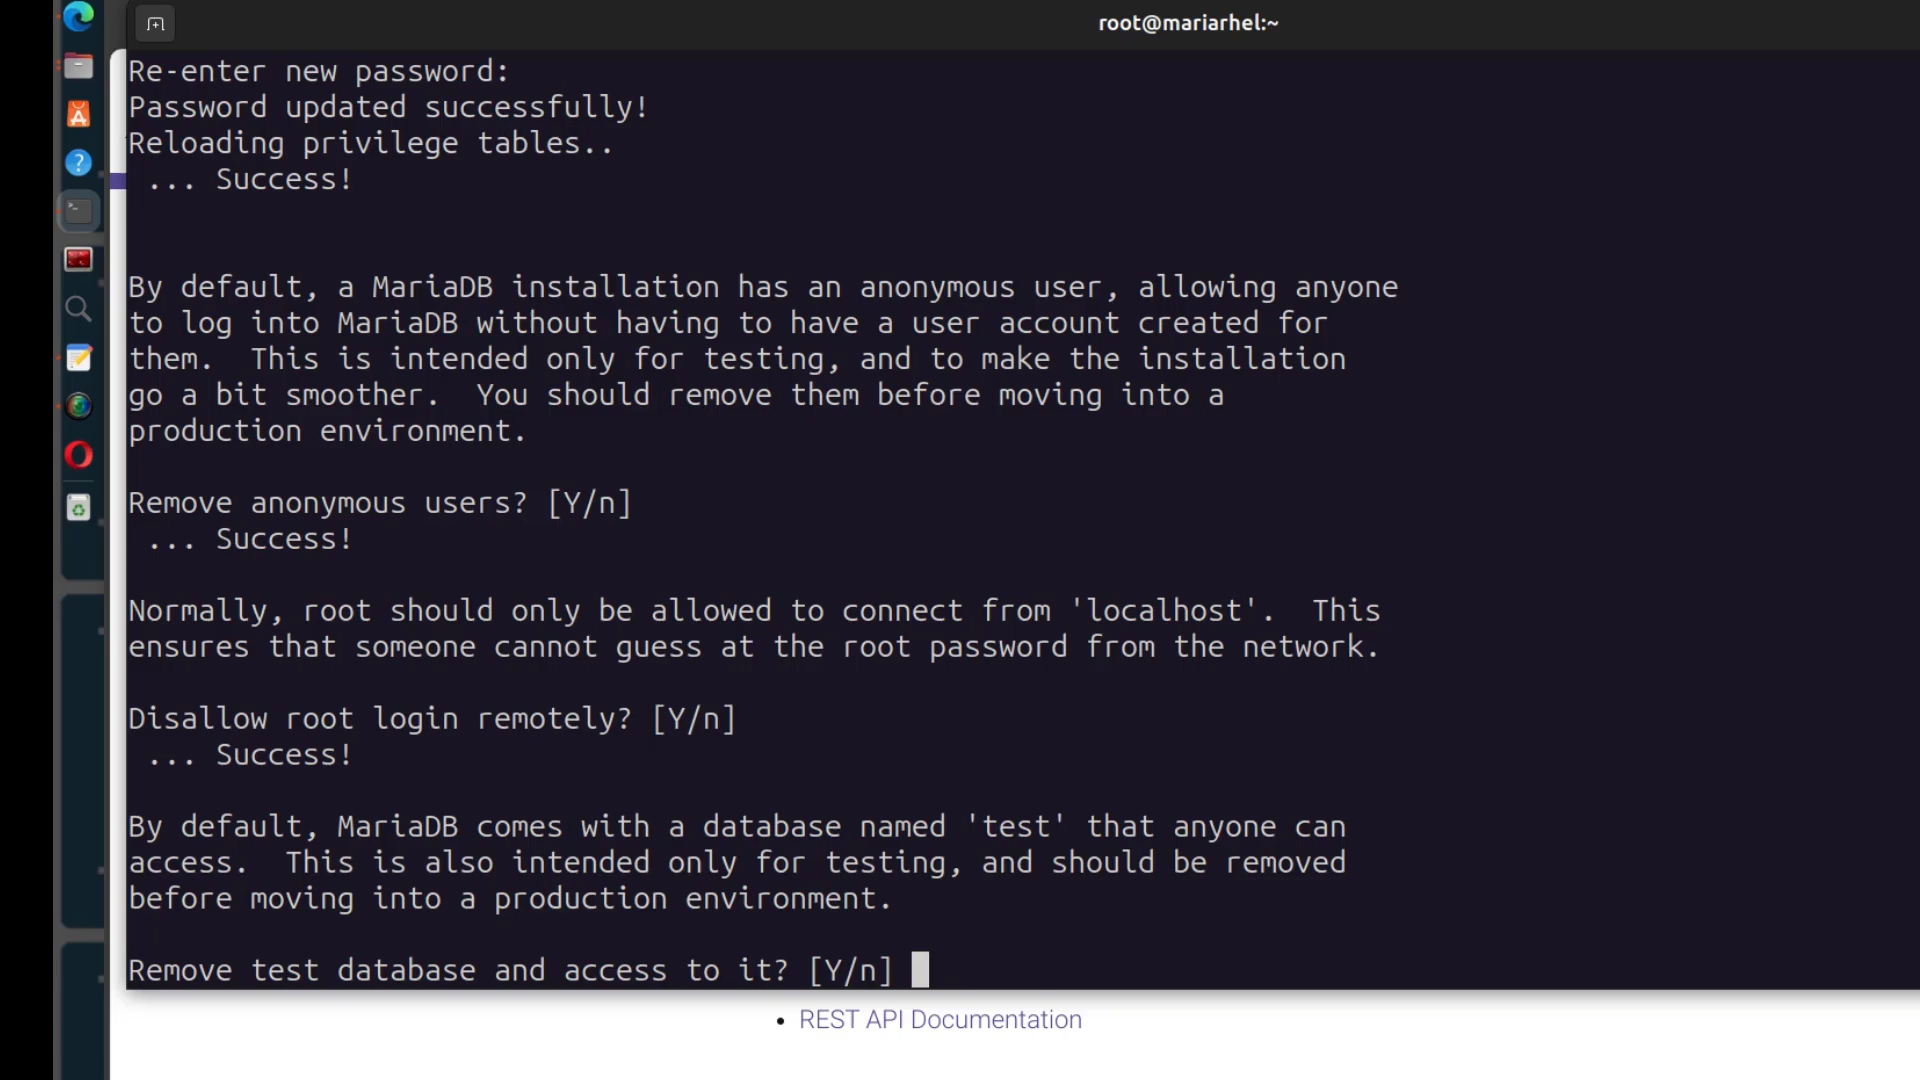 root@mariarhel:~
Re-enter new password:
Password updated successfully!
Reloading privilege tables..
 ... Success!
By default, a MariaDB installation has an anonymous user, allowing anyone
to log into MariaDB without having to have a user account created for
them.  This is intended only for testing, and to make the installation
go a bit smoother.  You should remove them before moving into a
production environment.
Remove anonymous users? [Y/n]
 ... Success!
Normally, root should only be allowed to connect from 'localhost'.  This
ensures that someone cannot guess at the root password from the network.
Disallow root login remotely? [Y/n]
 ... Success!
By default, MariaDB comes with a database named 'test' that anyone can
access.  This is also intended only for testing, and should be removed
before moving into a production environment.
Remove test database and access to it? [Y/n]
• REST API Documentation